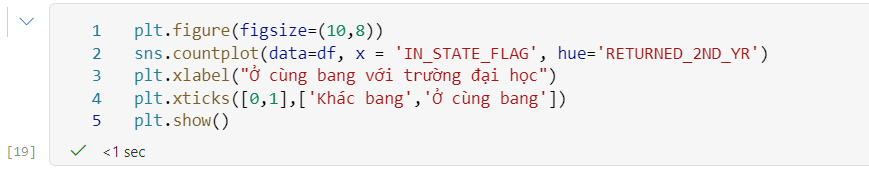 1 plt.figure(figsize=(10,8))
2 sns.countplot(data=df, x = 'IN_STATE_FLAG', hue='RETURNED_2ND_YR')
3 plt.xlabel("Ở cùng bang với trường đại học")
4 plt.xticks([0,1],['Khác bang','Ở cùng bang'])
5 plt.show()
[19] <1 sec